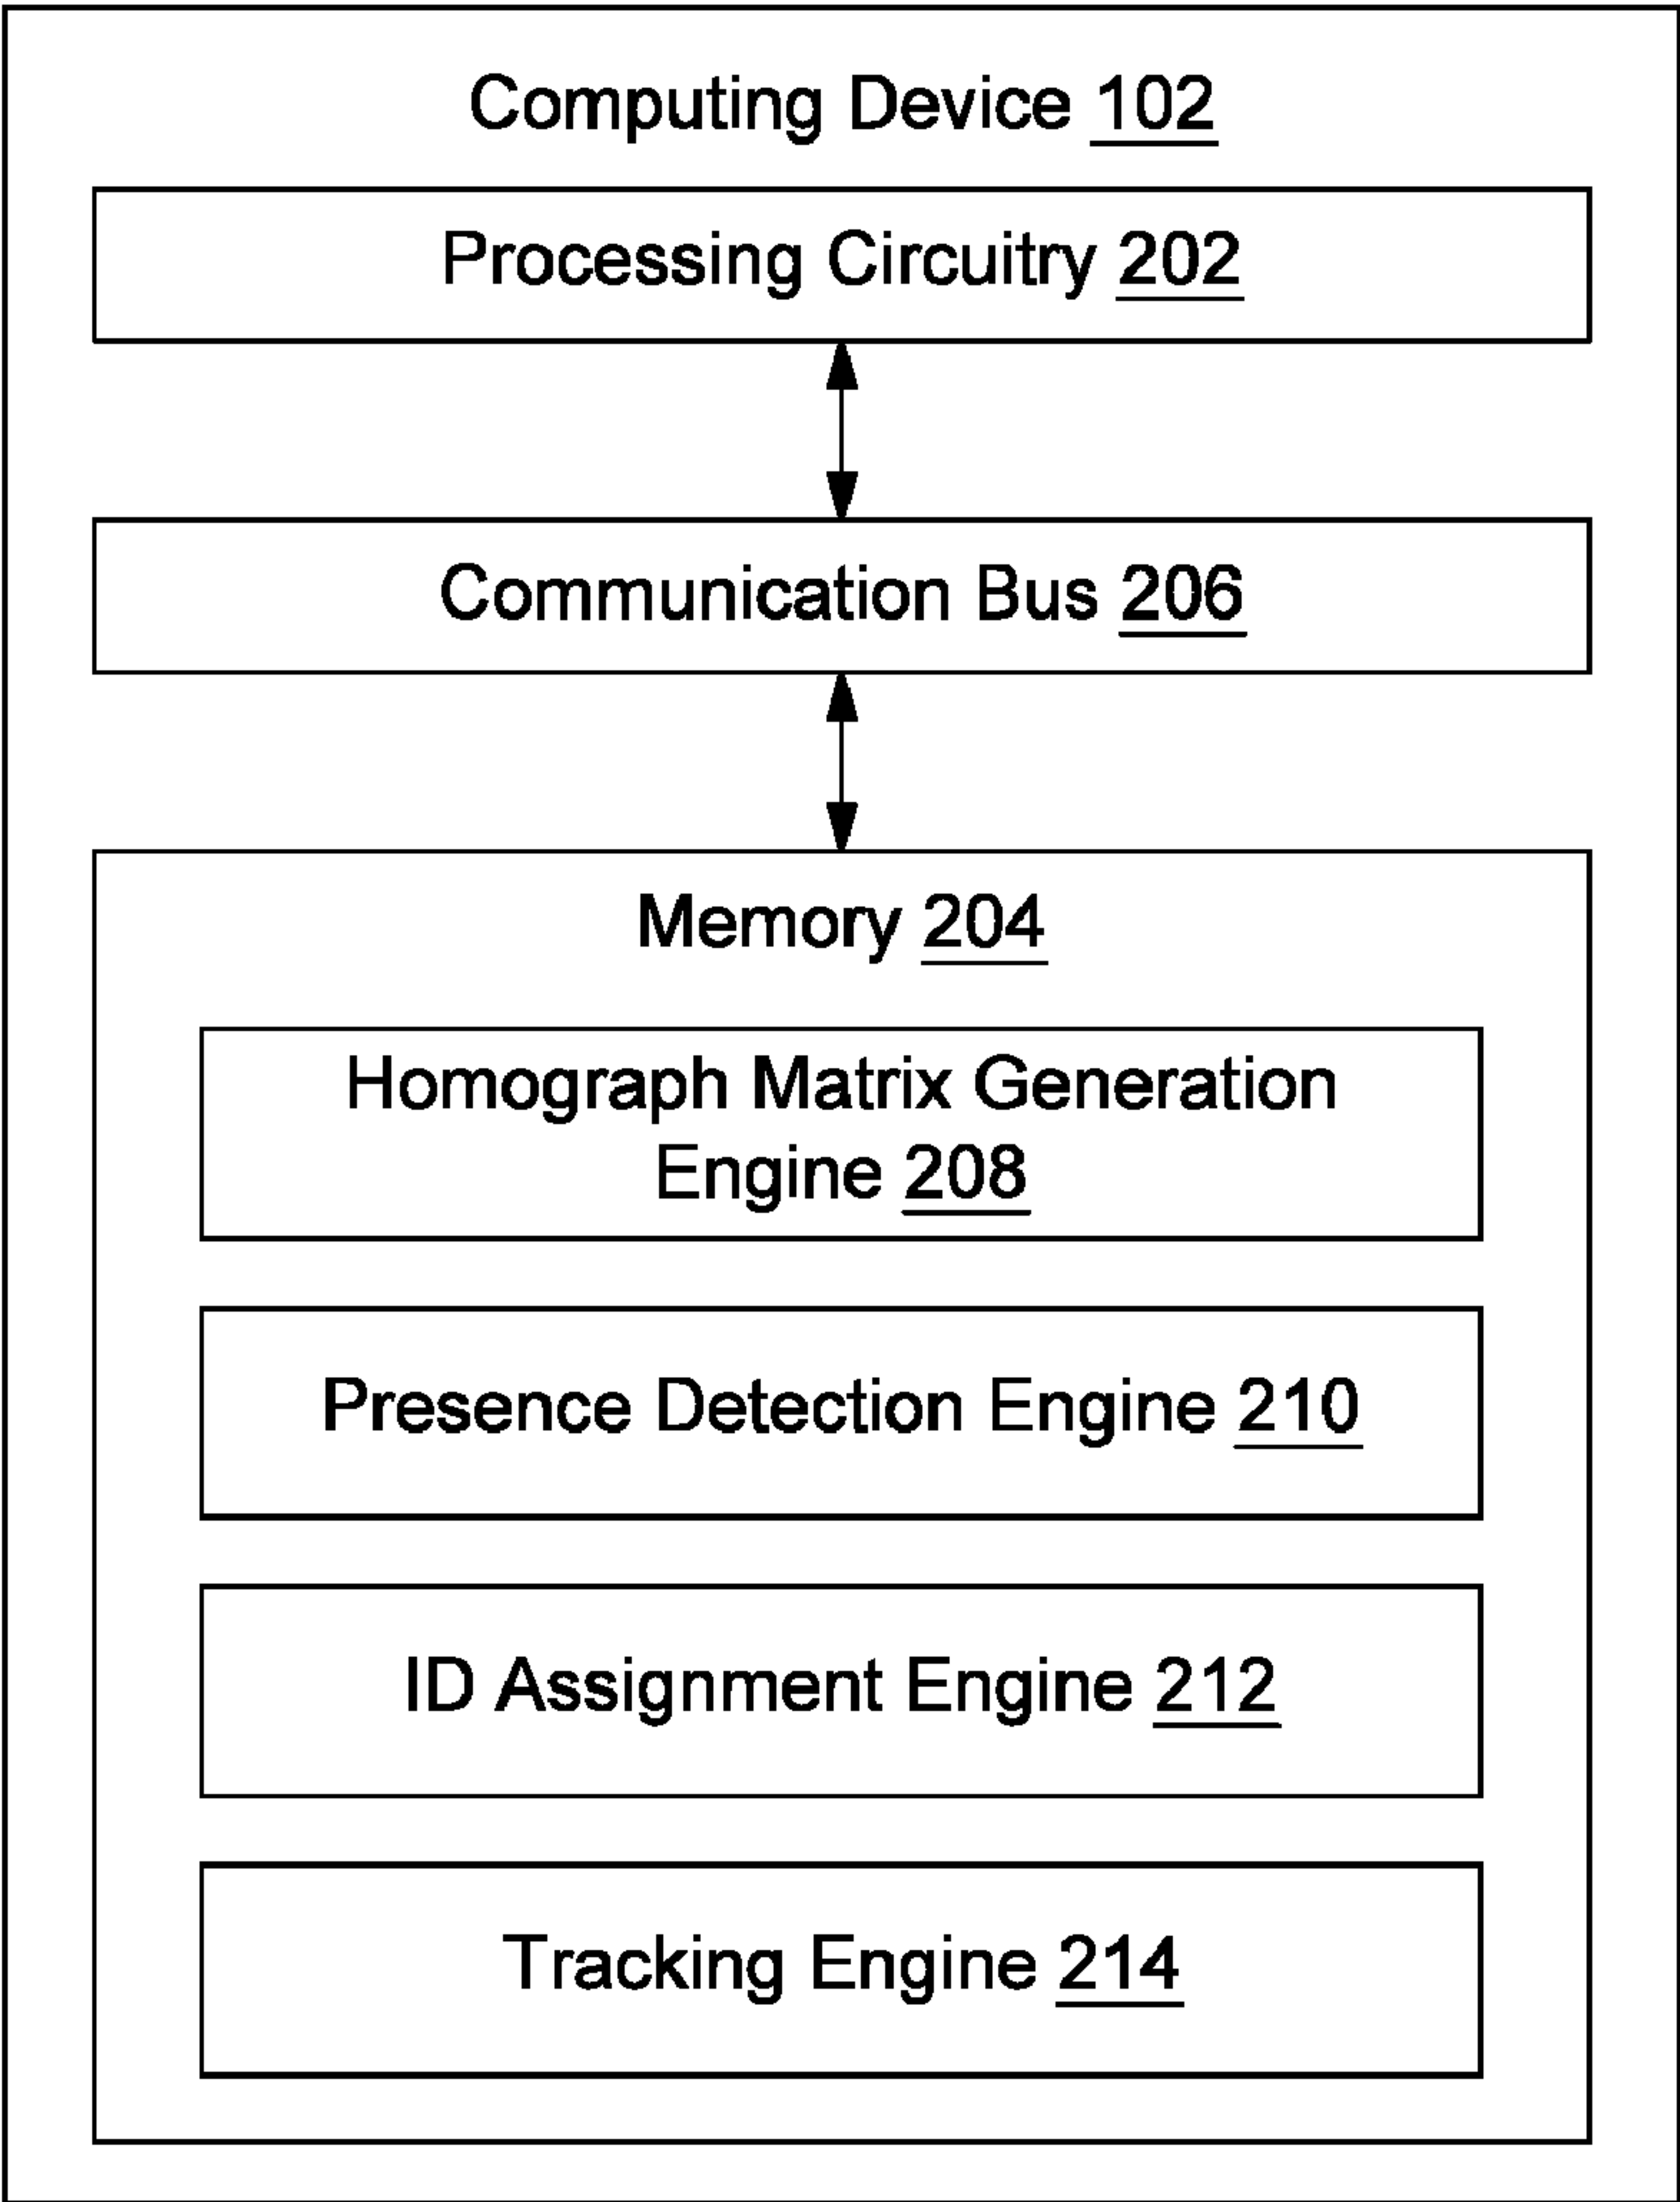 Computing Device 102
Processing Circuitry 202
Communication Bus 206
Memory 204
Homograph Matrix Generation
Engine 208
Presence Detection Engine 210
ID Assignment Engine 212
Tracking Engine 214